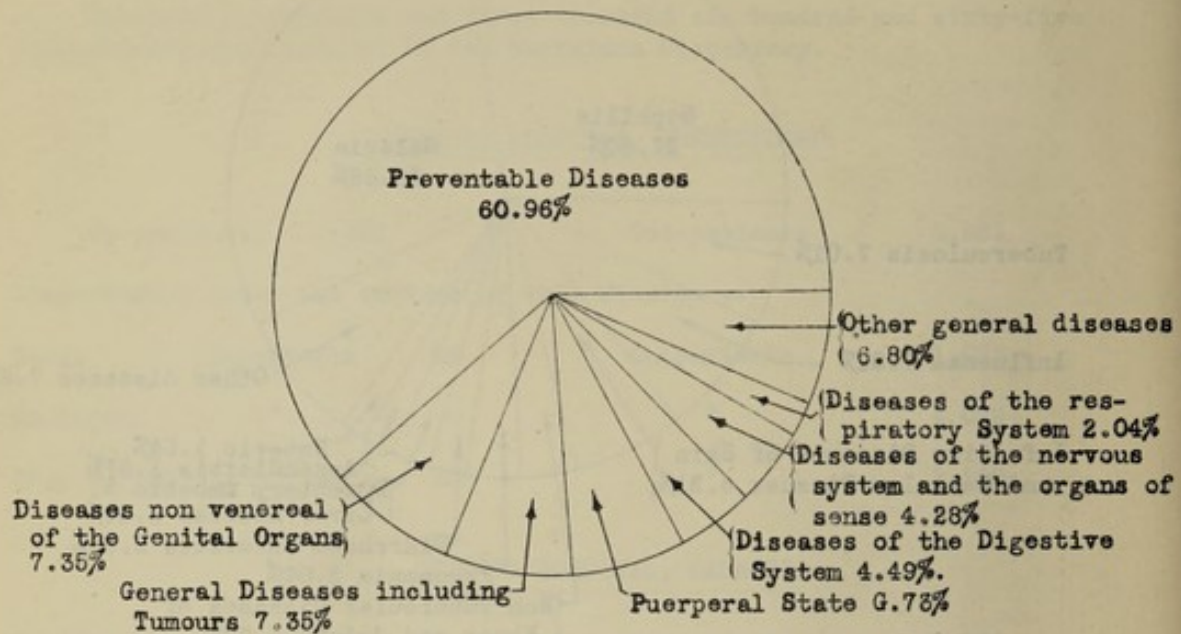 Preventable Diseases
60.96%
Other general diseases
6.80%
Diseases of the res-
piratory System 2.04%
Diseases of the nervous
system and the organs of
sense 4.28%
Diseases of the Digestive
System 4.49%.
Puerperal State G.73%
General Diseases including
Tumours 7.35%
Diseases non venereal
of the Genital Organs
7.35%